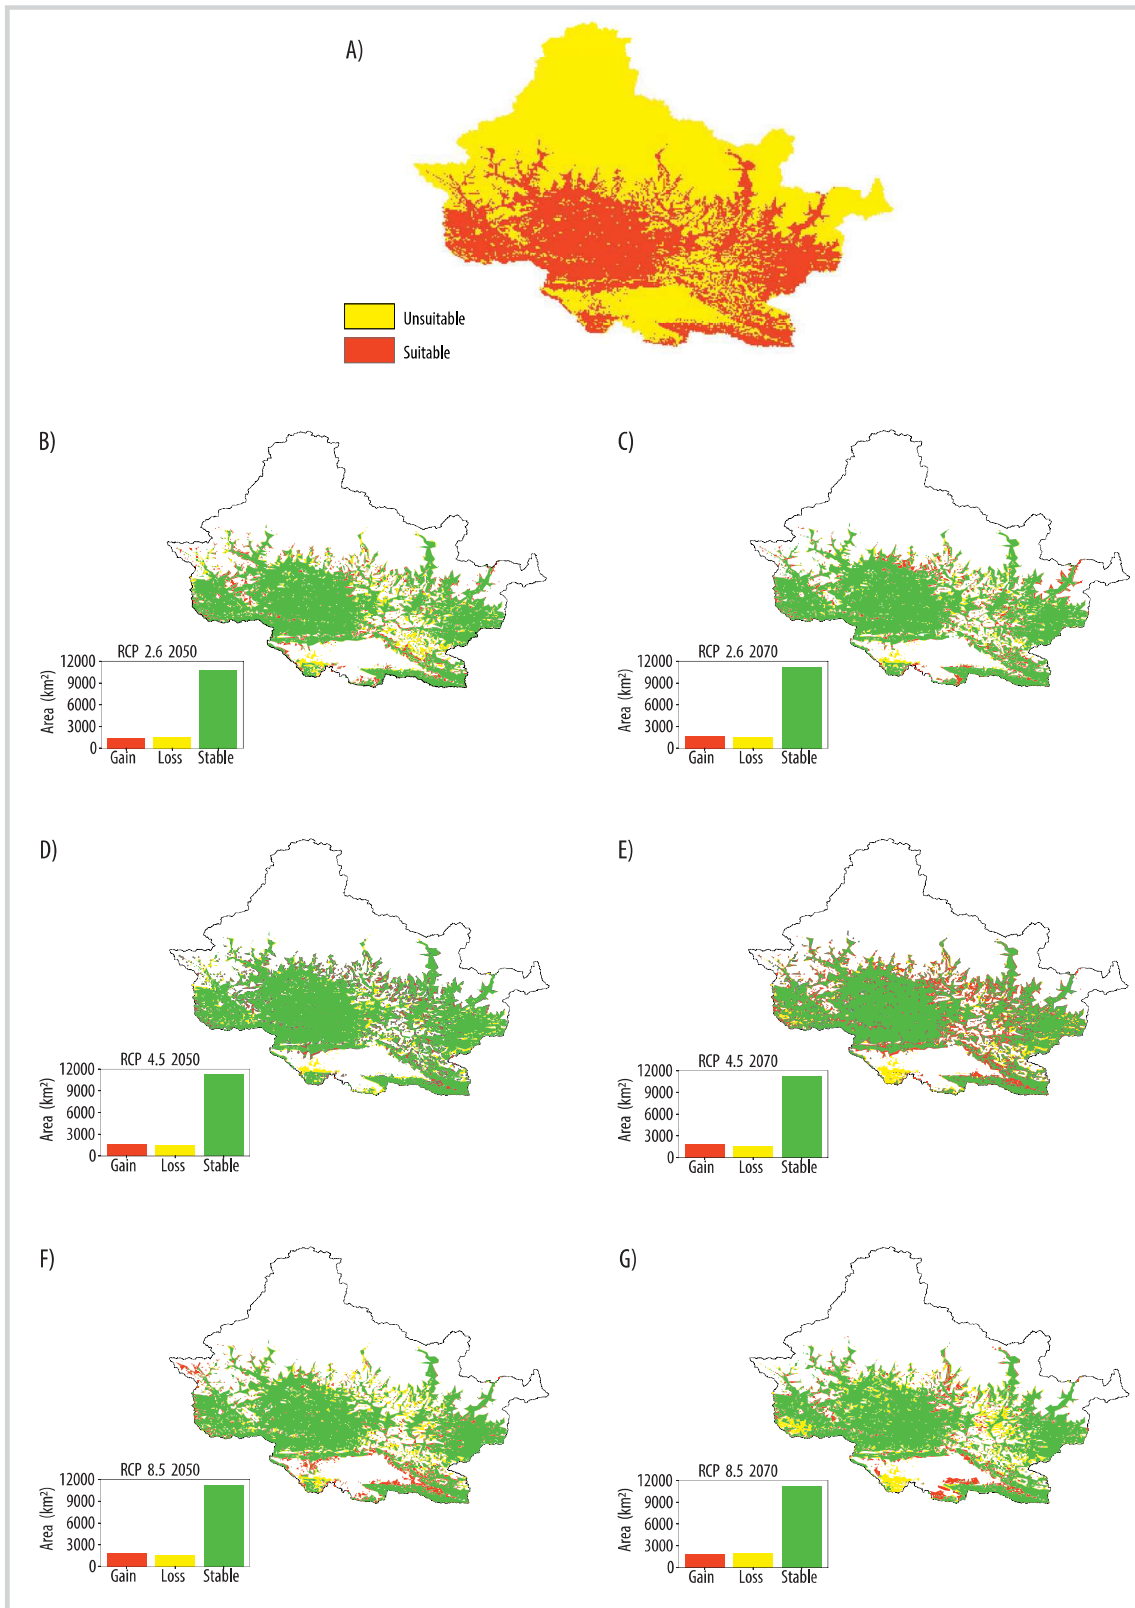 A)
Unsuitable
Suitable
B)
RCP 2.6 2050
Area (km²)
12000
9000
6000
3000
0
Gain Loss Stable
C)
RCP 2.6 2070
Area (km²)
12000
9000
6000
3000
0
Gain Loss Stable
D)
RCP 4.5 2050
Area (km²)
12000
9000
6000
3000
0
Gain Loss Stable
E)
RCP 4.5 2070
Area (km²)
12000
9000
6000
3000
0
Gain Loss Stable
F)
RCP 8.5 2050
Area (km²)
12000
9000
6000
3000
0
Gain Loss Stable
G)
RCP 8.5 2070
Area (km²)
12000
9000
6000
3000
0
Gain Loss Stable